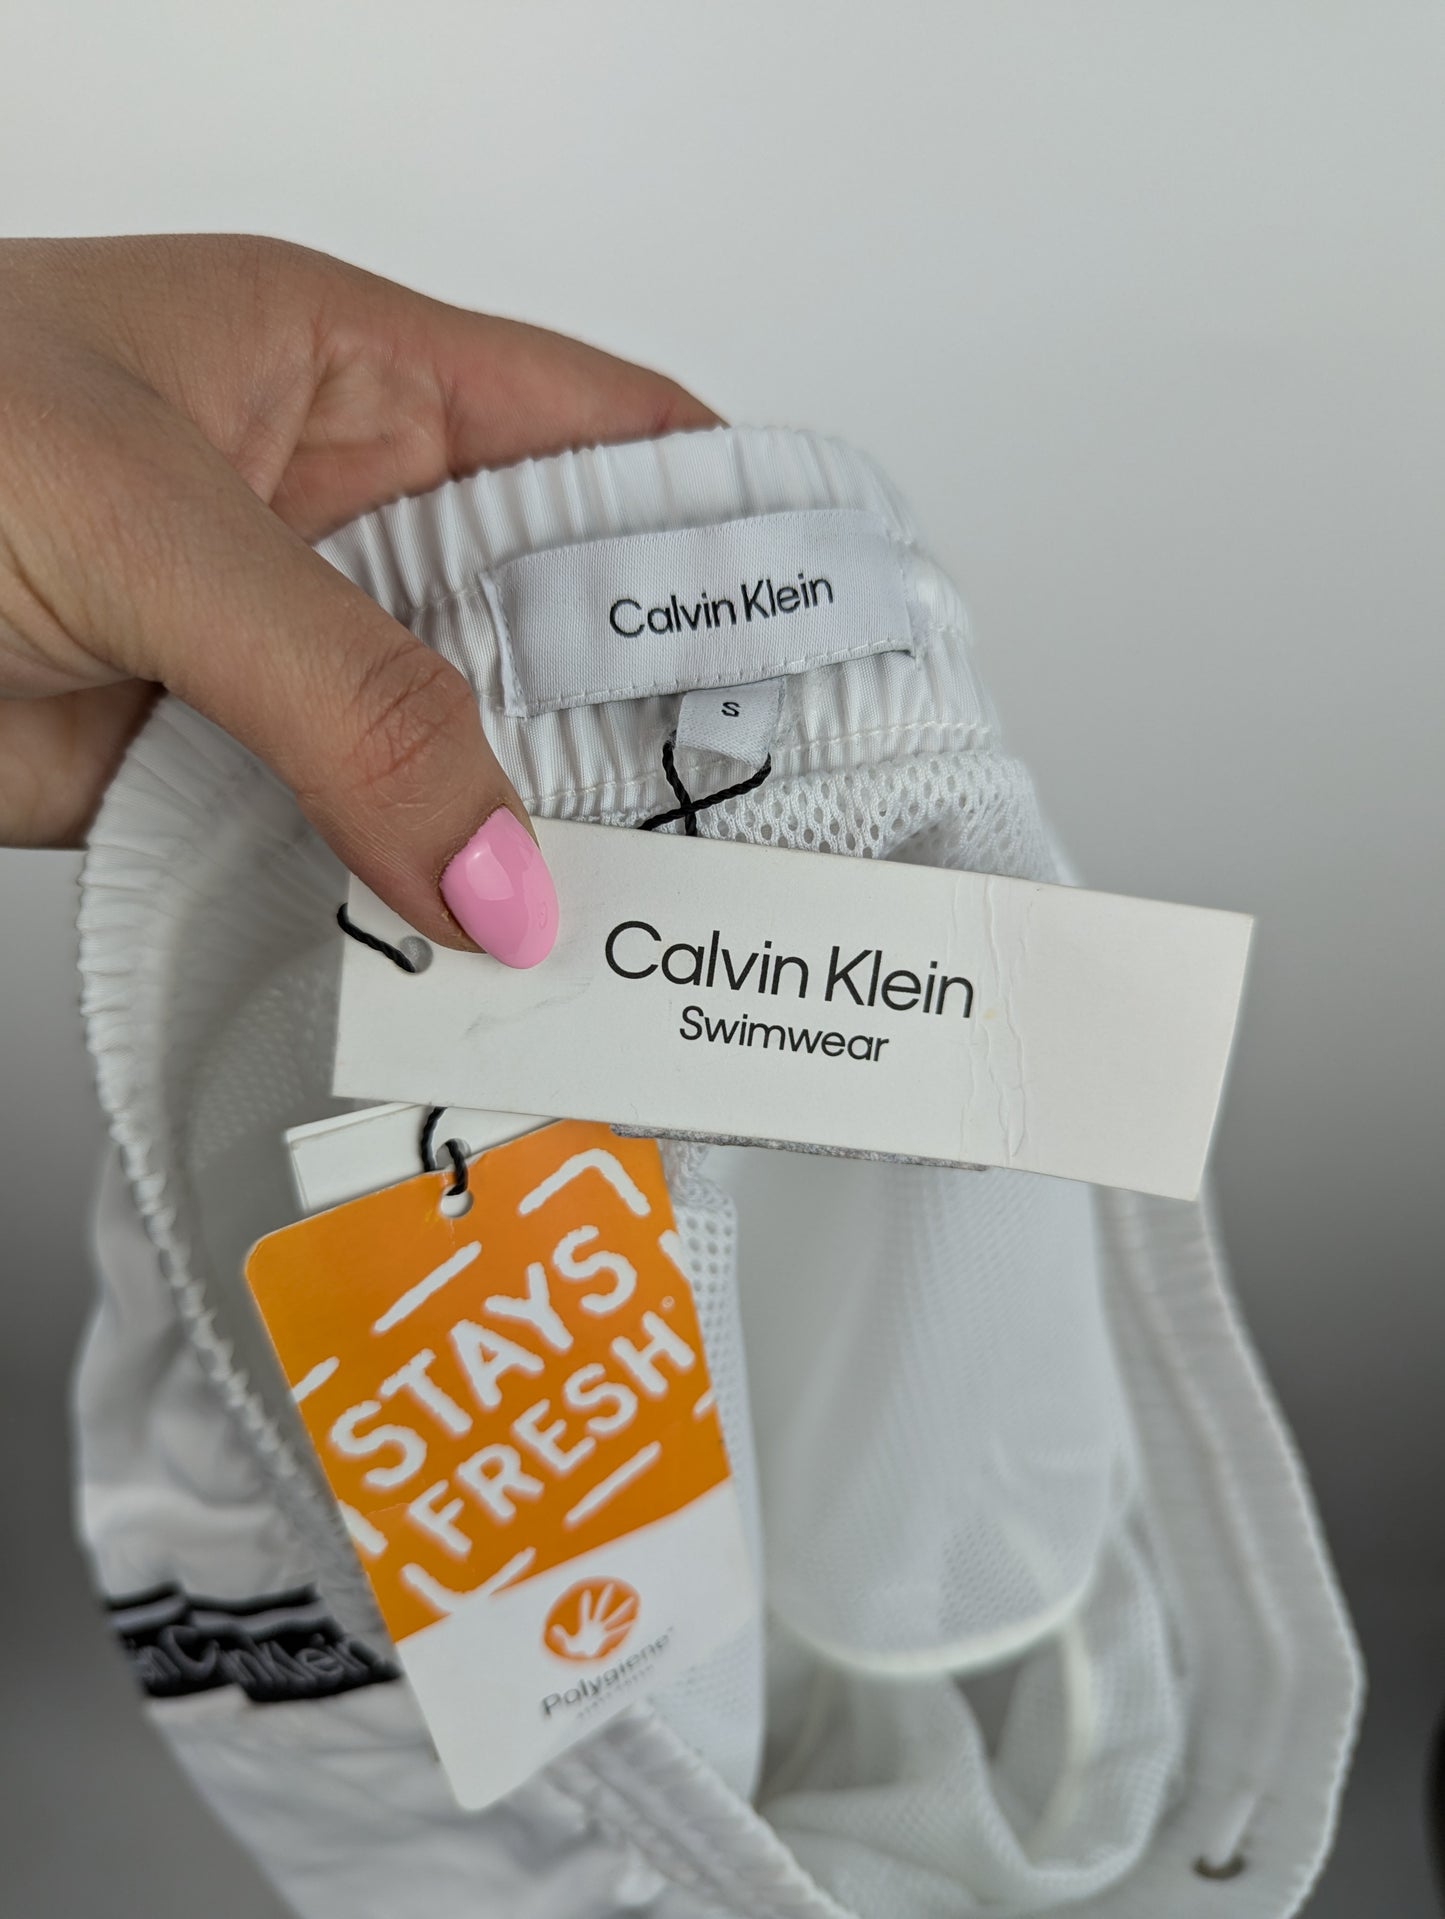 Calvin Klein
S
Calvin Klein
Swimwear
STAYS
FRESH
Polygiene